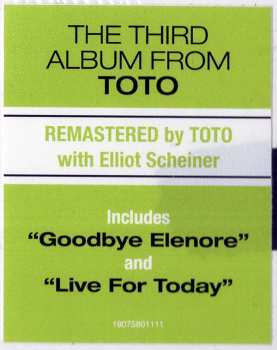 THE THIRD
ALBUM FROM
TOTO
REMASTERED by TOTO
with Elliot Scheiner
Includes
“Goodbye Elenore”
and
“Live For Today”
19075801111